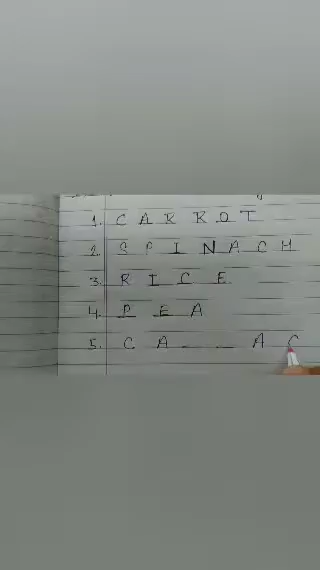 1. C A R R O T
2. S P I N A C H
3. R I C E
4. P E A
5. C A _ _ A C